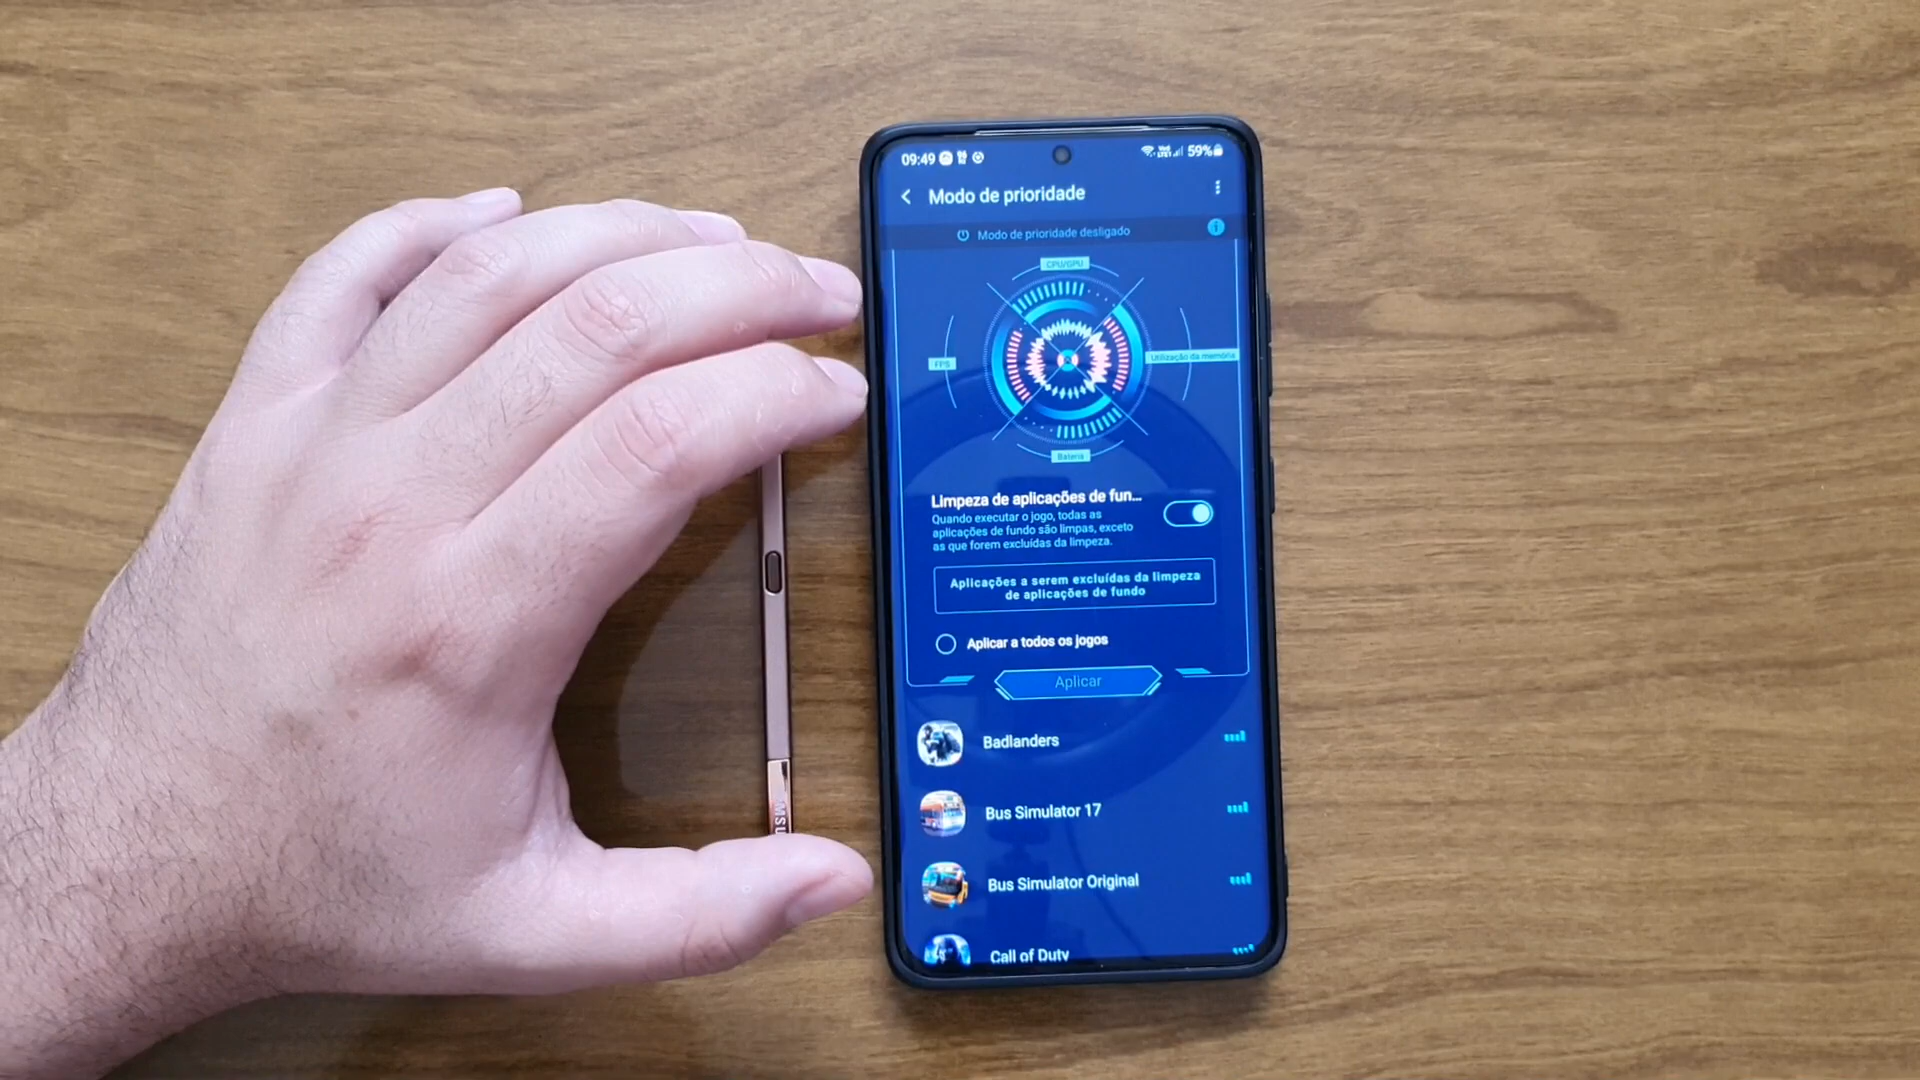 09:49
59%
Modo de prioridade
Modo de prioridade desligado
CPU/GPU
FPS
Utilização da memória
Bateria
Limpeza de aplicações de fun...
Quando executar o jogo, todas as
aplicações de fundo são limpas, exceto
as que forem excluídas da limpeza.
Aplicações a serem excluídas da limpeza
de aplicações de fundo
Aplicar a todos os jogos
Aplicar
Badlanders
Bus Simulator 17
Bus Simulator Original
Call of Duty